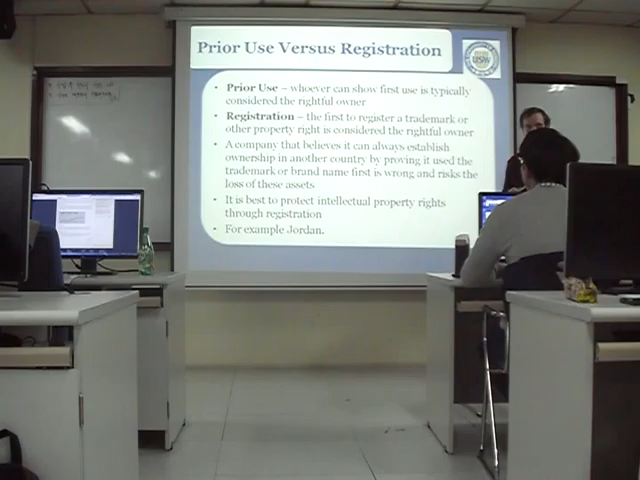 Prior Use Versus Registration
• Prior Use – whoever can show first use is typically
considered the rightful owner
• Registration – the first to register a trademark or
other property right is considered the rightful owner
• A company that believes it can always establish
ownership in another country by proving it used the
trademark or brand name first is wrong and risks the
loss of these assets
• It is best to protect intellectual property rights
through registration
• For example Jordan.